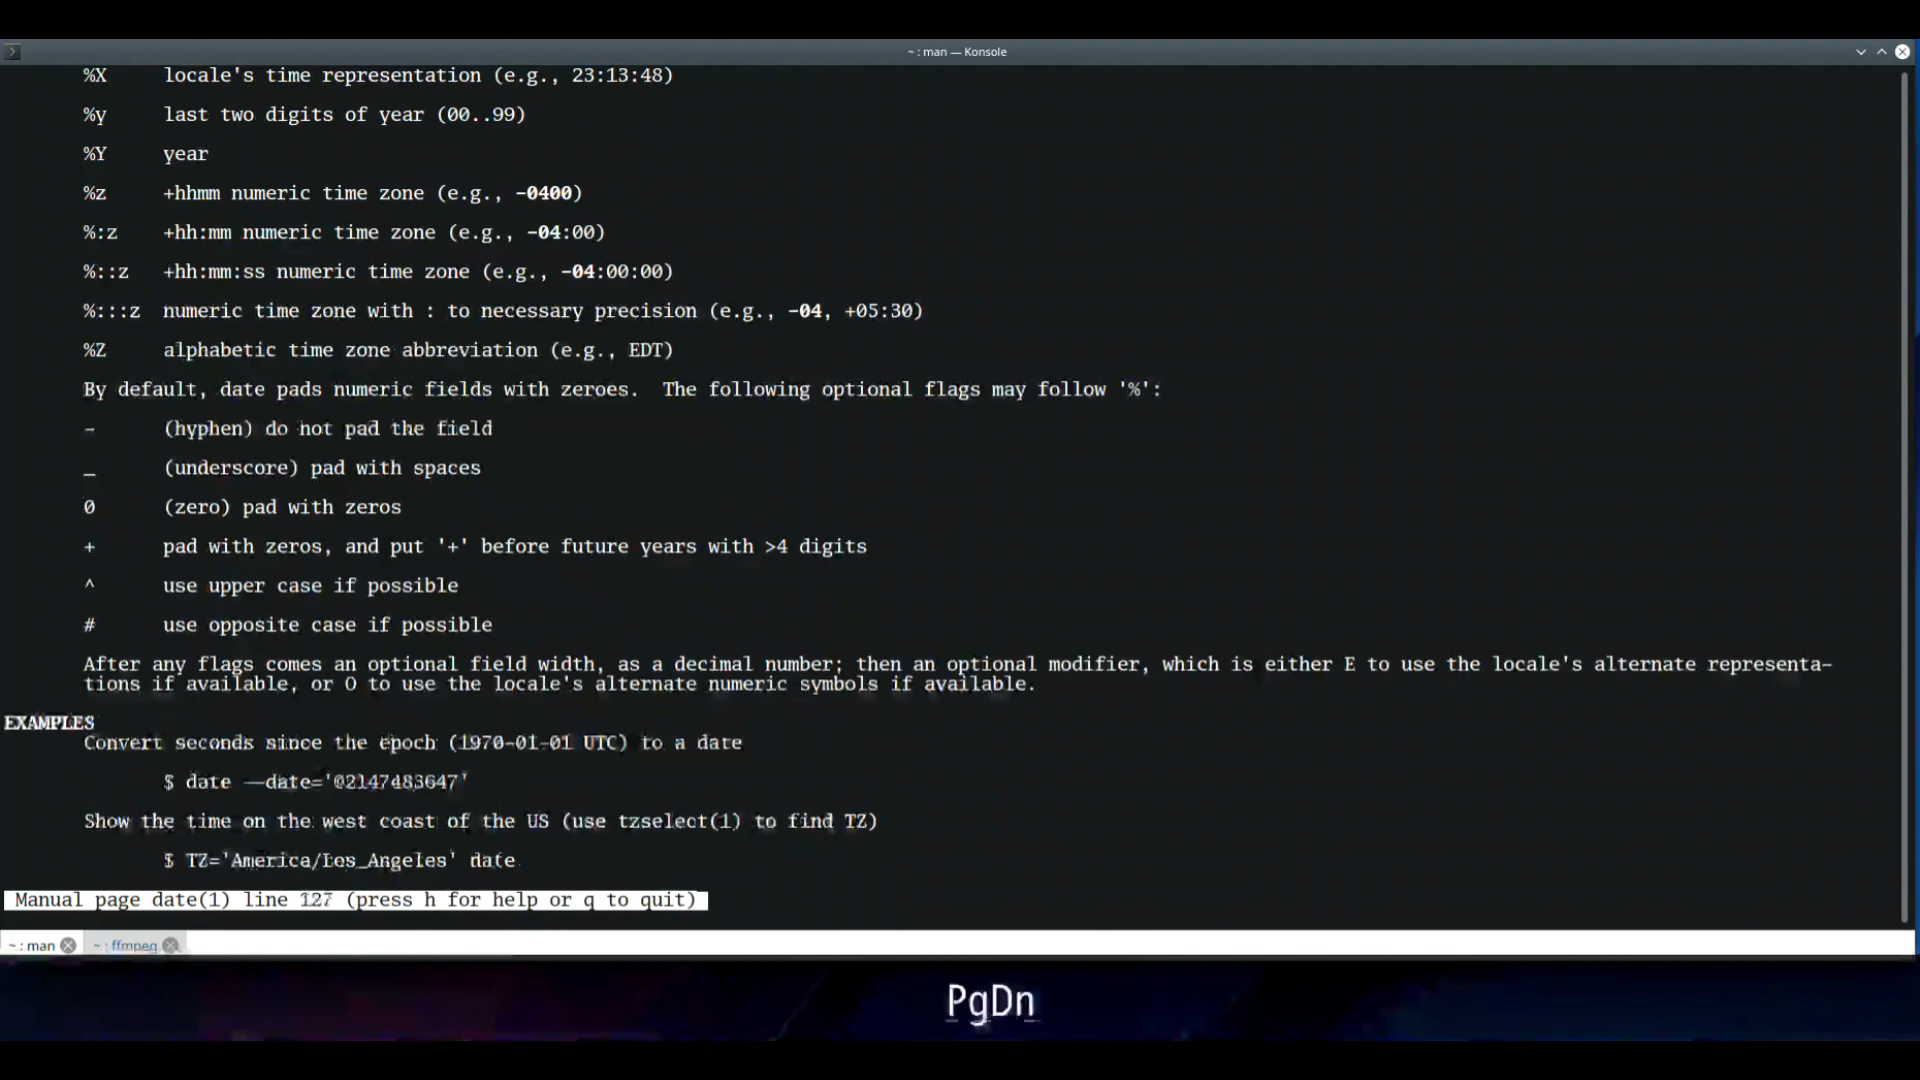 ~ : man — Konsole
%X locale's time representation (e.g., 23:13:48)
%y last two digits of year (00..99)
%Y year
%z +hhmm numeric time zone (e.g., -0400)
%:z +hh:mm numeric time zone (e.g., -04:00)
%::z +hh:mm:ss numeric time zone (e.g., -04:00:00)
%:::z numeric time zone with : to necessary precision (e.g., -04, +05:30)
%Z alphabetic time zone abbreviation (e.g., EDT)
By default, date pads numeric fields with zeroes.  The following optional flags may follow '%':
- (hyphen) do not pad the field
_ (underscore) pad with spaces
0 (zero) pad with zeros
+ pad with zeros, and put '+' before future years with >4 digits
^ use upper case if possible
# use opposite case if possible
After any flags comes an optional field width, as a decimal number; then an optional modifier, which is either E to use the locale's alternate representa-
tions if available, or O to use the locale's alternate numeric symbols if available.
EXAMPLES
Convert seconds since the epoch (1970-01-01 UTC) to a date
$ date --date='@2147483647'
Show the time on the west coast of the US (use tzselect(1) to find TZ)
$ TZ='America/Los_Angeles' date
Manual page date(1) line 127 (press h for help or q to quit)
~ : man ~ : ffmpeg
PgDn